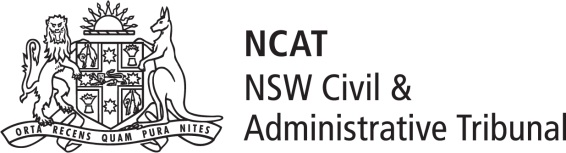 NCAT
NSW Civil &
Administrative Tribunal
ORTA RECENS QUAM PURA NITES